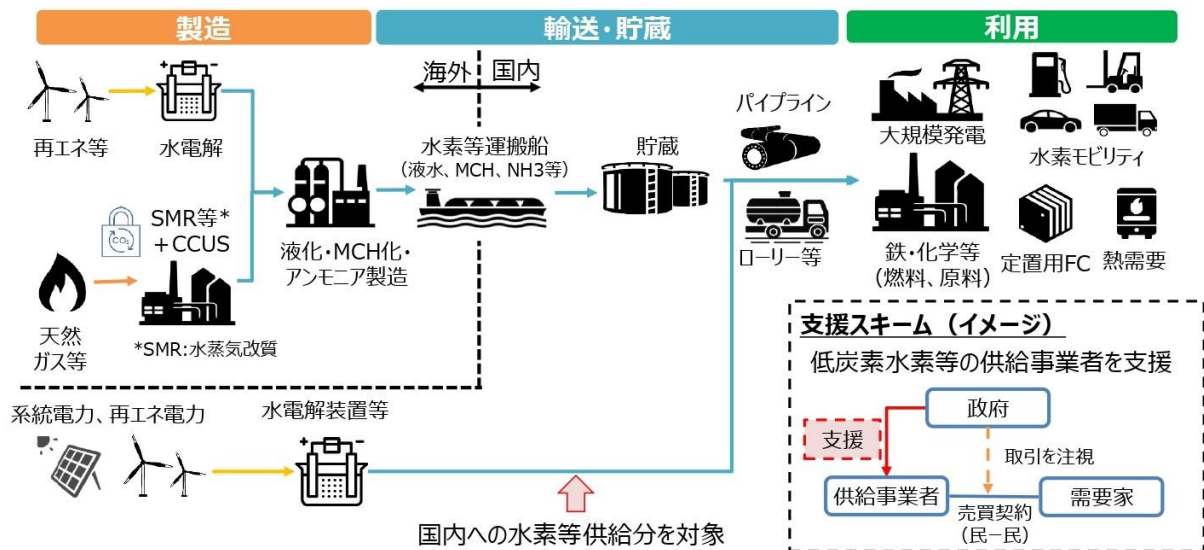 製造
輸送・貯蔵
利用
海外
国内
再エネ等
水電解
水素等運搬船
(液水、MCH、NH3等)
貯蔵
パイプライン
大規模発電
水素モビリティ
CO₂
SMR等*
+CCUS
液化・MCH化・
アンモニア製造
ローリー等
鉄・化学等
(燃料、原料)
定置用FC
熱需要
天然
ガス等
*SMR:水蒸気改質
系統電力、再エネ電力
水電解装置等
国内への水素等供給分を対象
支援スキーム（イメージ）
低炭素水素等の供給事業者を支援
政府
支援
取引を注視
供給事業者
需要家
売買契約
(民ー民)